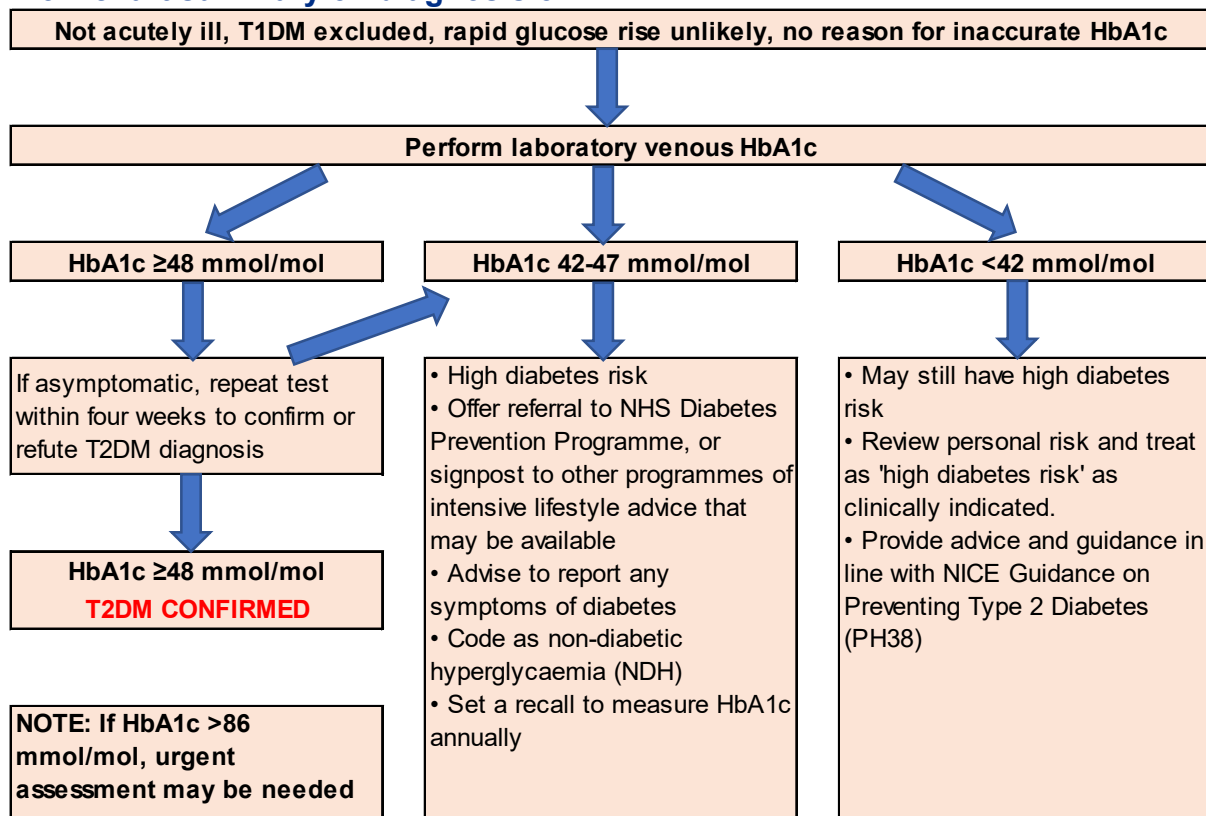 Not acutely ill, T1DM excluded, rapid glucose rise unlikely, no reason for inaccurate HbA1c
Perform laboratory venous HbA1c
HbA1c ≥48 mmol/mol
HbA1c 42-47 mmol/mol
HbA1c <42 mmol/mol
If asymptomatic, repeat test
within four weeks to confirm or
refute T2DM diagnosis
HbA1c ≥48 mmol/mol
T2DM CONFIRMED
NOTE: If HbA1c >86
mmol/mol, urgent
assessment may be needed
• High diabetes risk
• Offer referral to NHS Diabetes
Prevention Programme, or
signpost to other programmes of
intensive lifestyle advice that
may be available
• Advise to report any
symptoms of diabetes
• Code as non-diabetic
hyperglycaemia (NDH)
• Set a recall to measure HbA1c
annually
• May still have high diabetes
risk
• Review personal risk and treat
as 'high diabetes risk' as
clinically indicated.
• Provide advice and guidance in
line with NICE Guidance on
Preventing Type 2 Diabetes
(PH38)